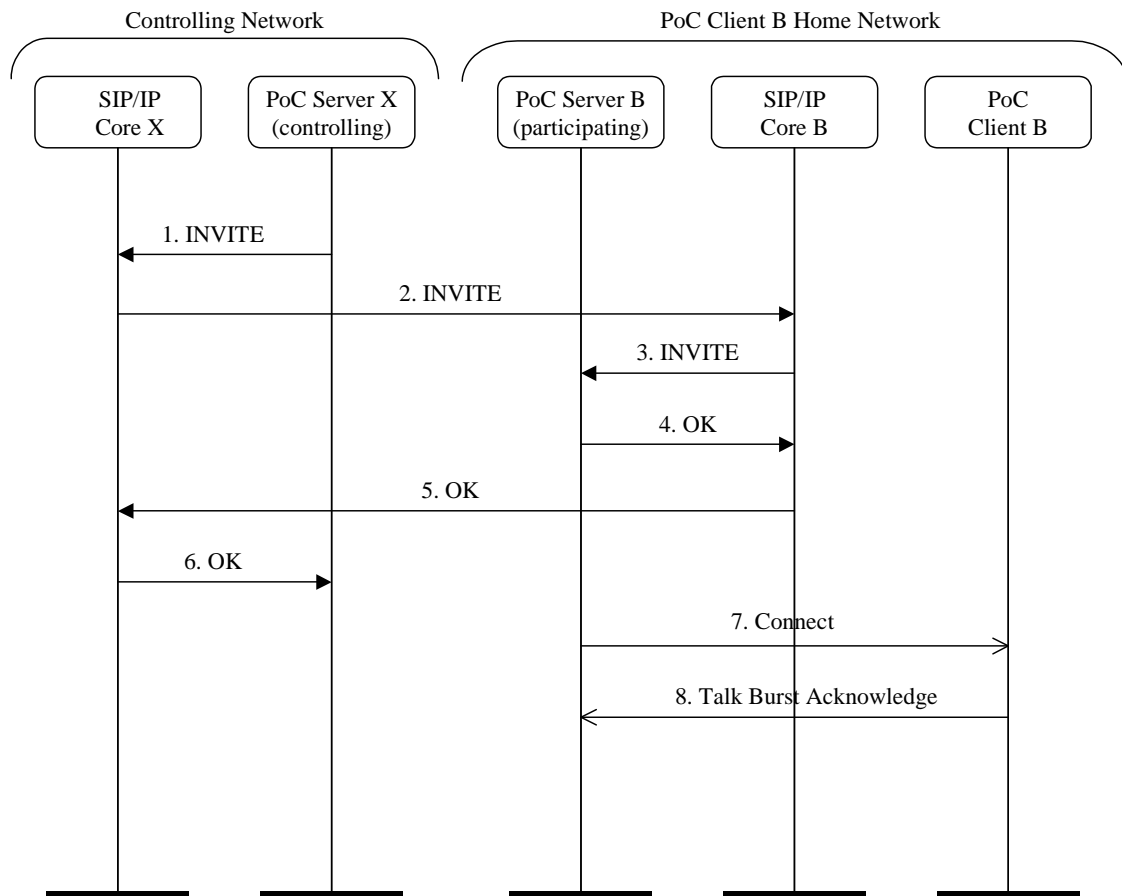 Controlling Network
PoC Client B Home Network
SIP/IP
Core X
PoC Server X
(controlling)
PoC Server B
(participating)
SIP/IP
Core B
PoC
Client B
1. INVITE
2. INVITE
3. INVITE
4. OK
5. OK
6. OK
7. Connect
8. Talk Burst Acknowledge